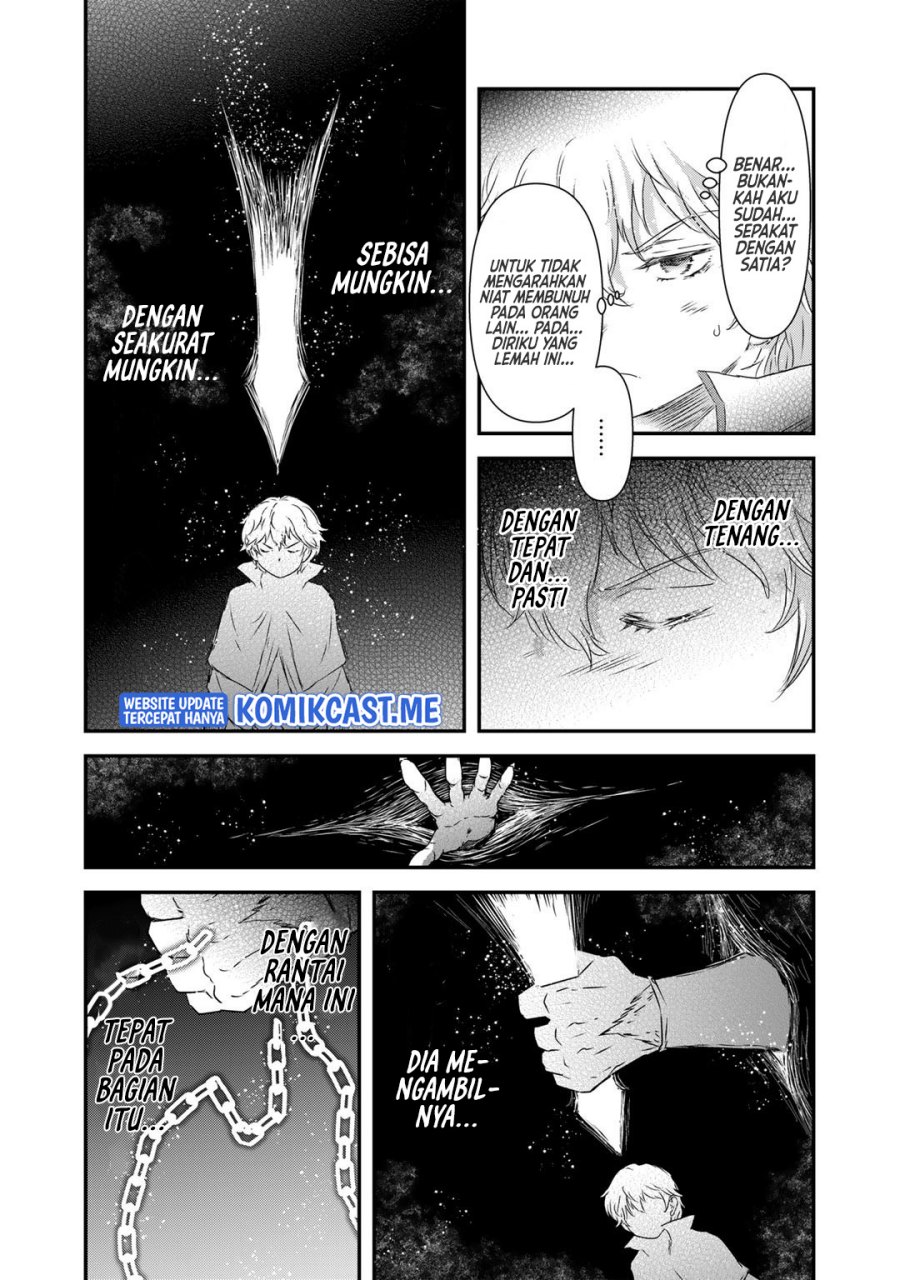 BENAR...
BUKAN-
KAH AKU
SUDAH...
SEPAKAT
DENGAN
SATIA?
UNTUK TIDAK
MENGARAHKAN
NIAT MEMBUNUH
PADA ORANG
LAIN... PADA...
DIRIKU YANG
LEMAH INI...
......
DENGAN
TENANG...
DENGAN
TEPAT
DAN...
PASTI
SEBISA
MUNGKIN...
DENGAN
SEAKURAT
MUNGKIN...
WEBSITE UPDATE
TERCEPAT HANYA
KOMIKCAST.ME
DIA ME-
NGAMBIL-
NYA...
DENGAN
RANTAI
MANA INI
...
TEPAT
PADA
BAGIAN
ITU...